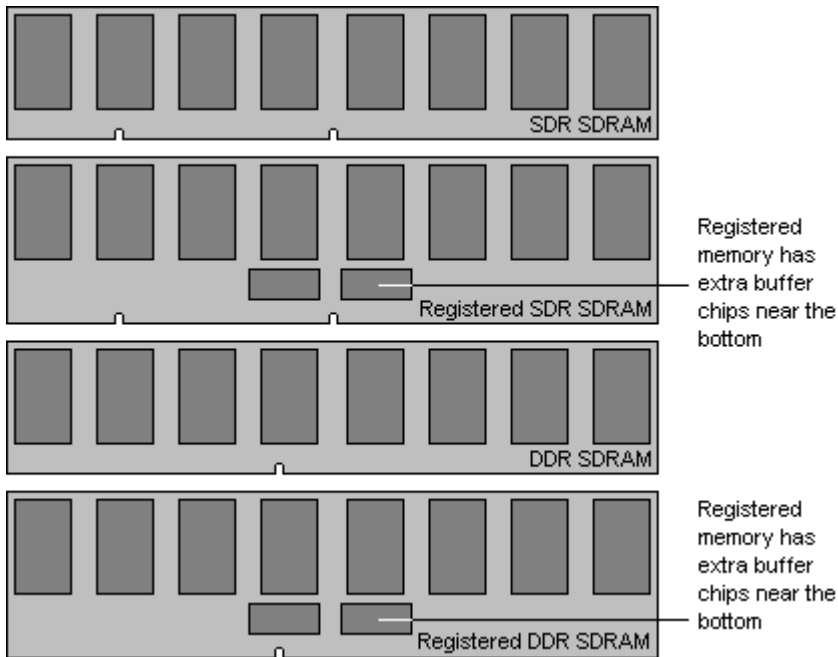 SDR SDRAM
Registered SDR SDRAM
Registered
memory has
extra buffer
chips near the
bottom
DDR SDRAM
Registered DDR SDRAM
Registered
memory has
extra buffer
chips near the
bottom